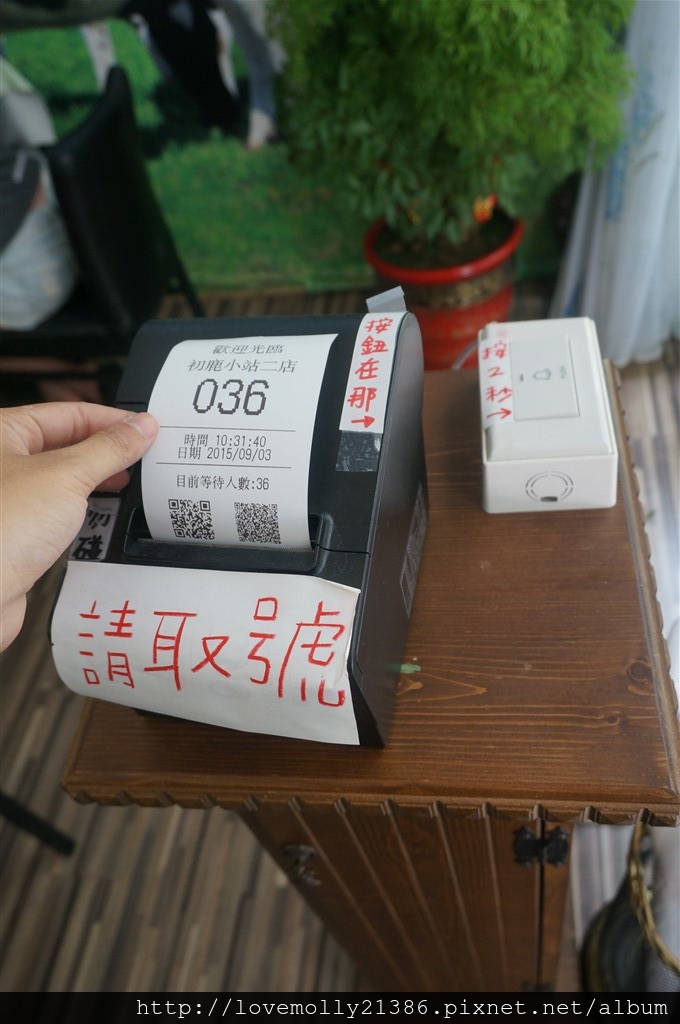 歡迎光臨
初鹿小站二店
036
時間 10:31:40
日期 2015/09/03
目前等待人數:36
按鈕在那→
按2秒→
請取號
http://lovemolly21386.pixnet.net/album